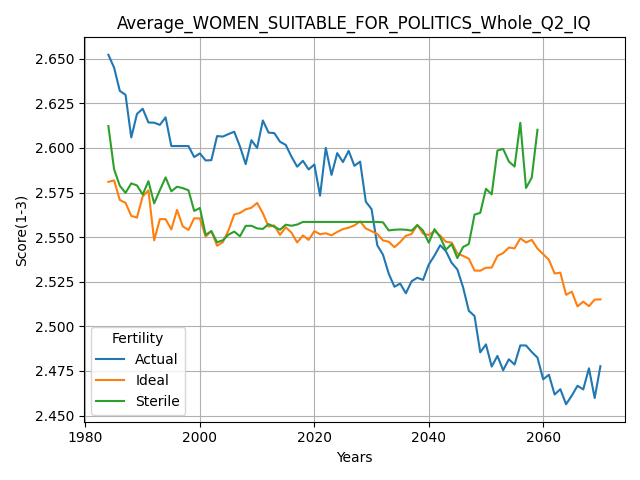 Average_WOMEN_SUITABLE_FOR_POLITICS_Whole_Q2_IQ
2.650
2.625
2.600
2.575
2.550
2.525
2.500
2.475
2.450
Score(1-3)
Fertility
Actual
Ideal
Sterile
1980 2000 2020 2040 2060
Years